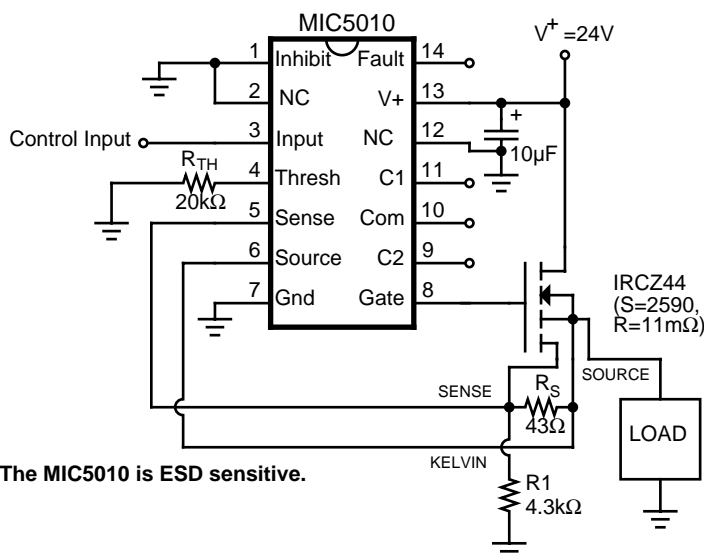 MIC5010
V+ =24V
1 Inhibit Fault 14
2 NC V+ 13
+
3 Input NC 12
Control Input
10µF
RTH
4 Thresh C1 11
20kΩ
5 Sense Com 10
6 Source C2 9
7 Gnd Gate 8
IRCZ44
(S=2590,
R=11mΩ)
SOURCE
SENSE
RS
43Ω
LOAD
KELVIN
The MIC5010 is ESD sensitive.
R1
4.3kΩ